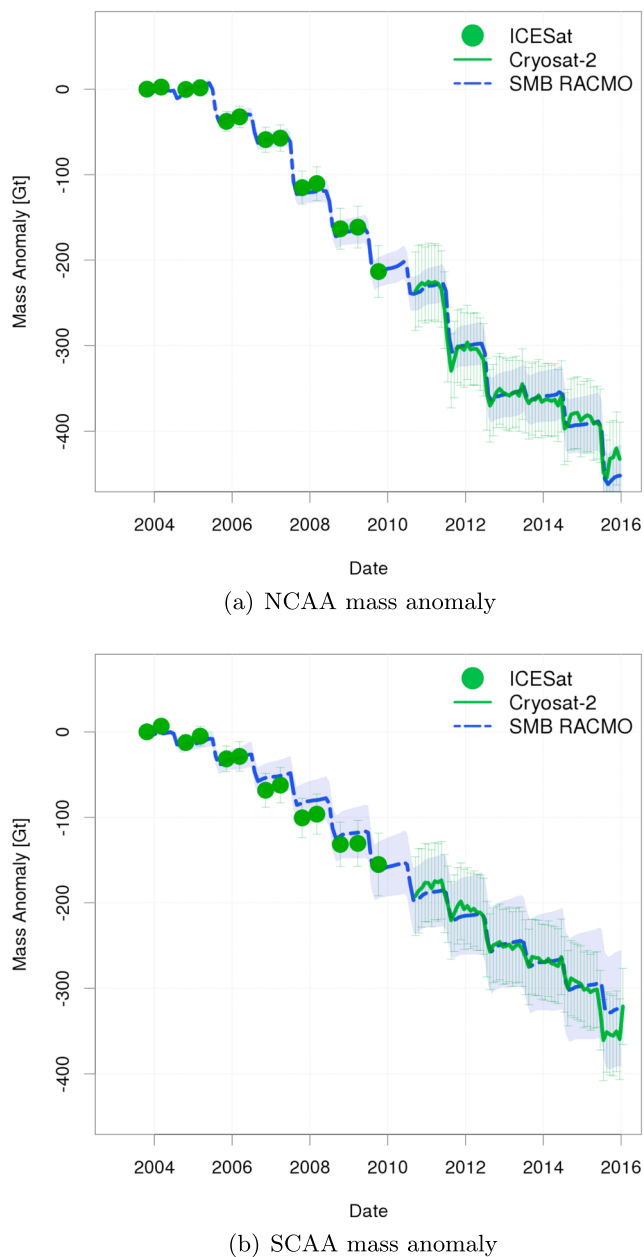 ICESat
Cryosat-2
SMB RACMO
0
-100
-200
-300
-400
Mass Anomaly [Gt]
2004 2006 2008 2010 2012 2014 2016
Date
(a) NCAA mass anomaly
ICESat
Cryosat-2
SMB RACMO
0
-100
-200
-300
-400
Mass Anomaly [Gt]
2004 2006 2008 2010 2012 2014 2016
Date
(b) SCAA mass anomaly